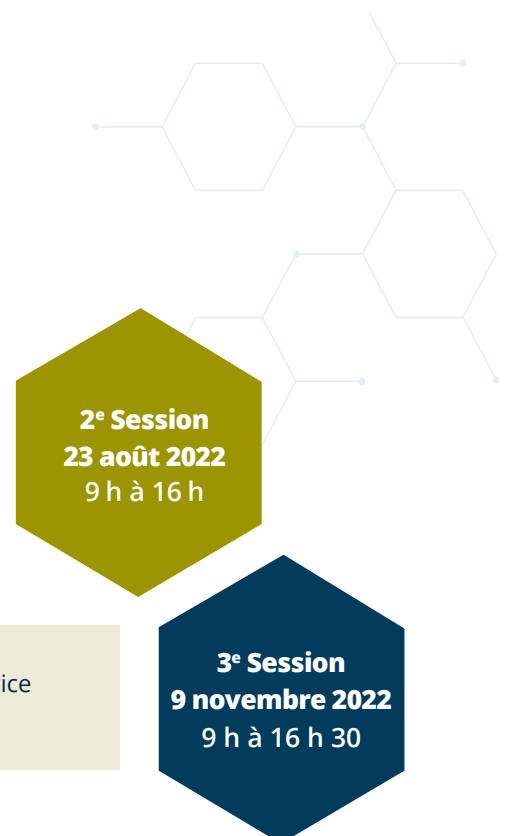 2e Session
23 août 2022
9 h à 16 h
3e Session
9 novembre 2022
9 h à 16 h 30